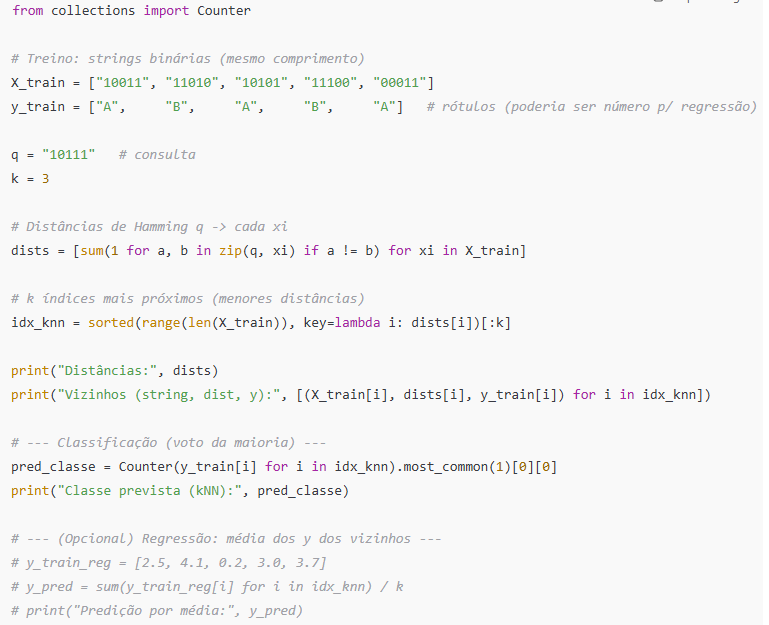 from collections import Counter
# Treino: strings binárias (mesmo comprimento)
X_train = ["10011", "11010", "10101", "11100", "00011"]
y_train = ["A",     "B",     "A",     "B",     "A"]   # rótulos (poderia ser número p/ regressão)
q = "10111"   # consulta
k = 3
# Distâncias de Hamming q -> cada xi
dists = [sum(1 for a, b in zip(q, xi) if a != b) for xi in X_train]
# k índices mais próximos (menores distâncias)
idx_knn = sorted(range(len(X_train)), key=lambda i: dists[i])[:k]
print("Distâncias:", dists)
print("Vizinhos (string, dist, y):", [(X_train[i], dists[i], y_train[i]) for i in idx_knn])
# --- Classificação (voto da maioria) ---
pred_classe = Counter(y_train[i] for i in idx_knn).most_common(1)[0][0]
print("Classe prevista (kNN):", pred_classe)
# --- (Opcional) Regressão: média dos y dos vizinhos ---
# y_train_reg = [2.5, 4.1, 0.2, 3.0, 3.7]
# y_pred = sum(y_train_reg[i] for i in idx_knn) / k
# print("Predição por média:", y_pred)